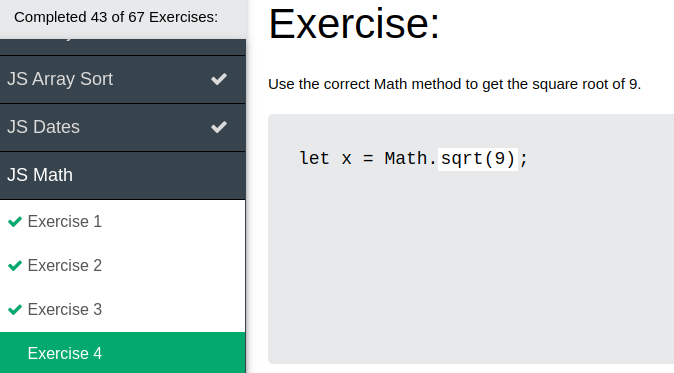 Completed 43 of 67 Exercises:
JS Array Sort
JS Dates
JS Math
Exercise 1
Exercise 2
Exercise 3
Exercise 4
Exercise:
Use the correct Math method to get the square root of 9.
let x = Math.sqrt(9);